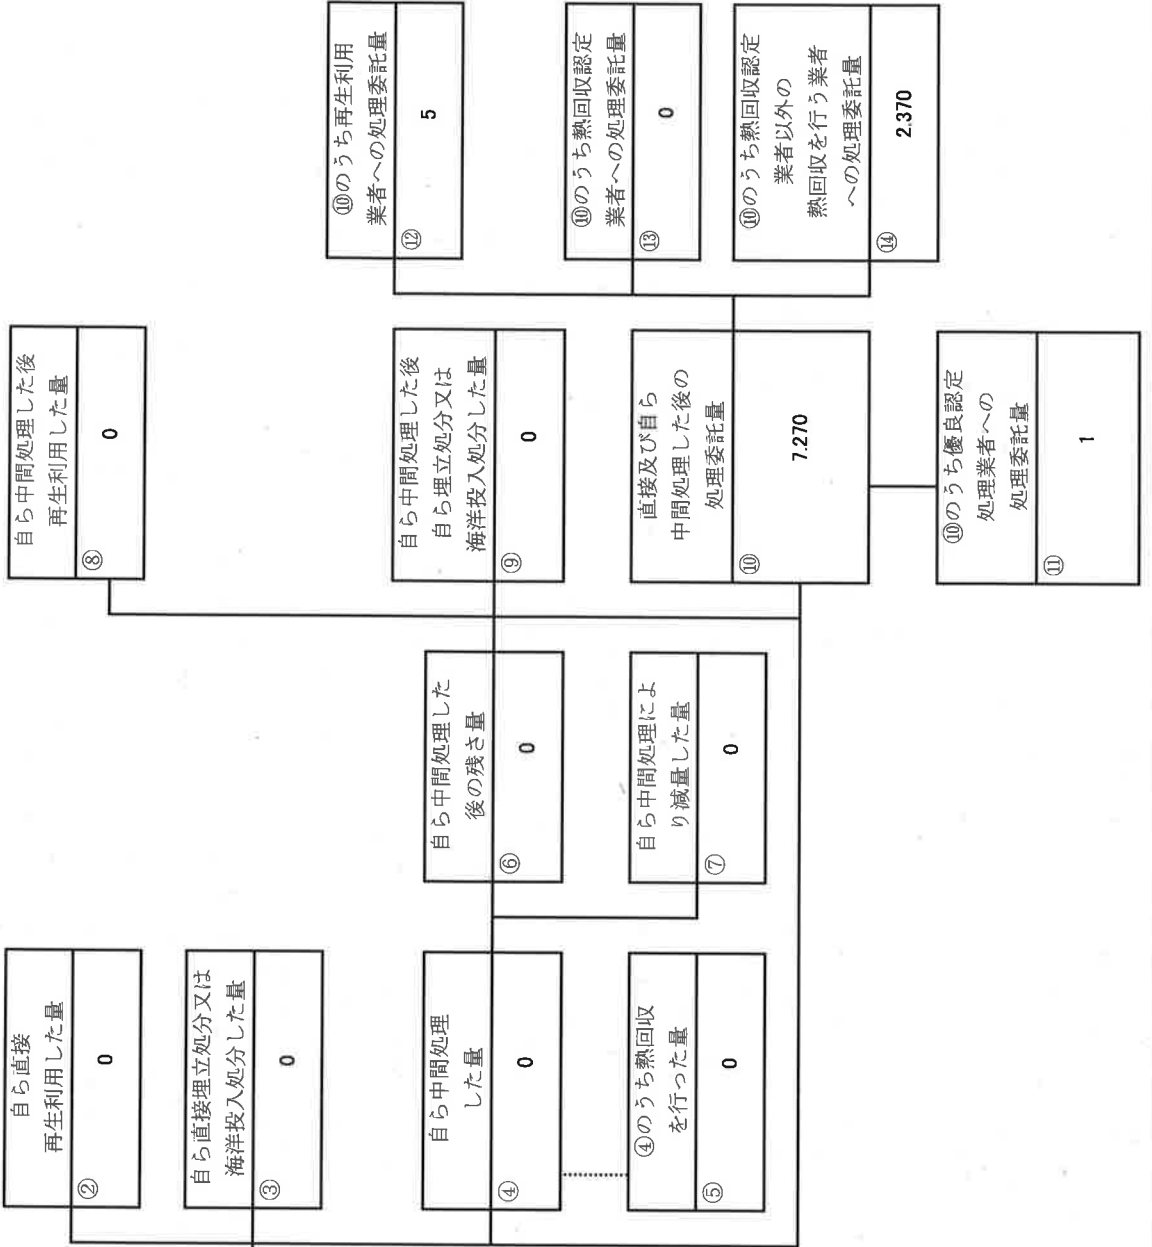 自ら直接
再生利用した量
②
0
自ら直接埋立処分又は
海洋投入処分した量
③
0
自ら中間処理
した量
④
0
④のうち熱回収
を行った量
⑤
0
自ら中間処理した
後の残さ量
⑥
0
自ら中間処理によ
り減量した量
⑦
0
自ら中間処理した後
再生利用した量
⑧
0
自ら中間処理した後
自ら埋立処分又は
海洋投入処分した量
⑨
0
直接及び自ら
中間処理した後の
処理委託量
⑩
7.270
⑩のうち優良認定
処理業者への
処理委託量
⑪
1
⑩のうち再生利用
業者への処理委託量
⑫
5
⑩のうち熱回収認定
業者への処理委託量
⑬
0
⑩のうち熱回収認定
業者以外の
熱回収を行う業者
への処理委託量
⑭
2.370